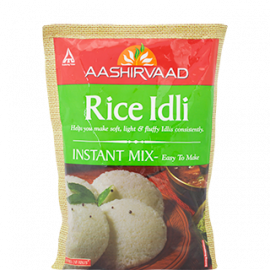 AASHIRVAAD
Rice Idli
Helps you make soft, light & fluffy Idlis consistently.
INSTANT MIX- Easy To Make